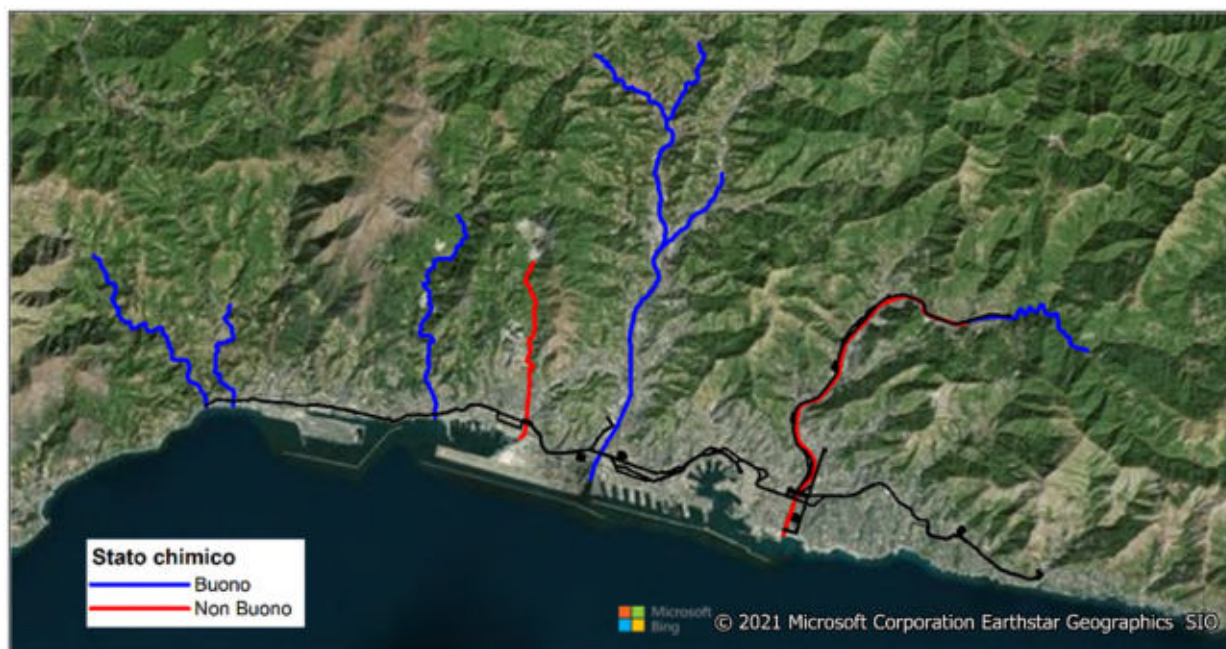 Stato chimico
Buono
Non Buono
Microsoft
Bing
© 2021 Microsoft Corporation Earthstar Geographics SIO